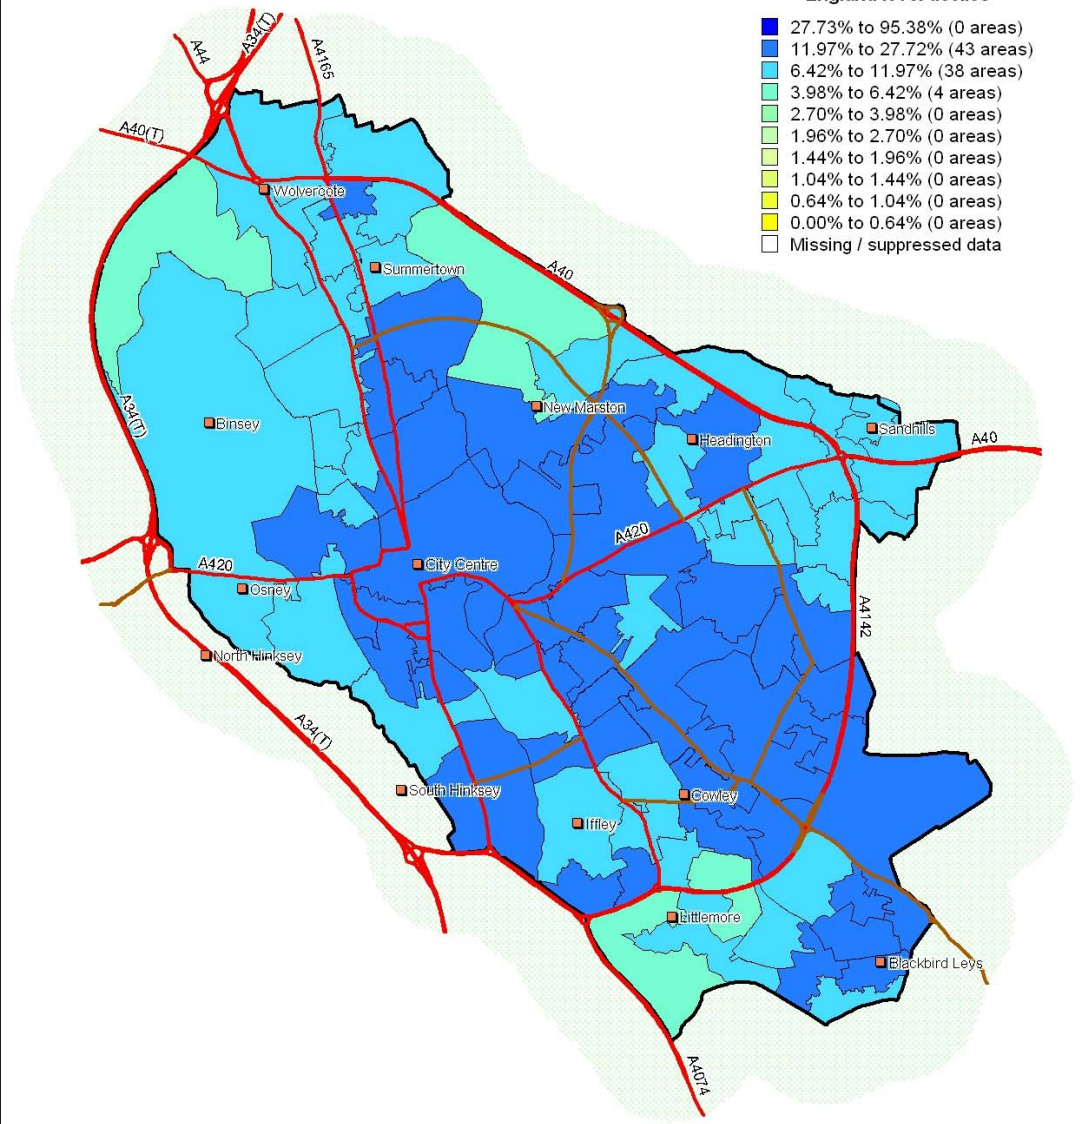 27.73% to 95.38% (0 areas)
11.97% to 27.72% (43 areas)
6.42% to 11.97% (38 areas)
3.98% to 6.42% (4 areas)
2.70% to 3.98% (0 areas)
1.96% to 2.70% (0 areas)
1.44% to 1.96% (0 areas)
1.04% to 1.44% (0 areas)
0.64% to 1.04% (0 areas)
0.00% to 0.64% (0 areas)
Missing / suppressed data
A44
A34(T)
A4165
A40(T)
Wolvercote
Summertown
A40
A34(T)
Binsey
New Marston
Headington
Sandhills
A40
A420
City Centre
A420
Osney
A4142
North Hinksey
A34(T)
South Hinksey
Cowley
Iffley
Littlemore
Blackbird Leys
A4074